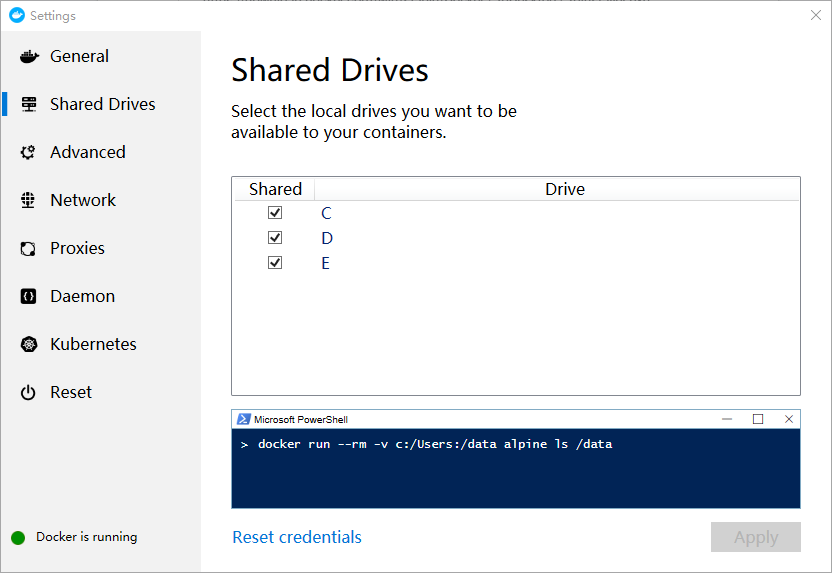 Settings
General
Shared Drives
Advanced
Network
Proxies
Daemon
Kubernetes
Reset
Docker is running
Shared Drives
Select the local drives you want to be
available to your containers.
Shared Drive
C
D
E
Microsoft PowerShell
> docker run --rm -v c:/Users:/data alpine ls /data
Reset credentials
Apply